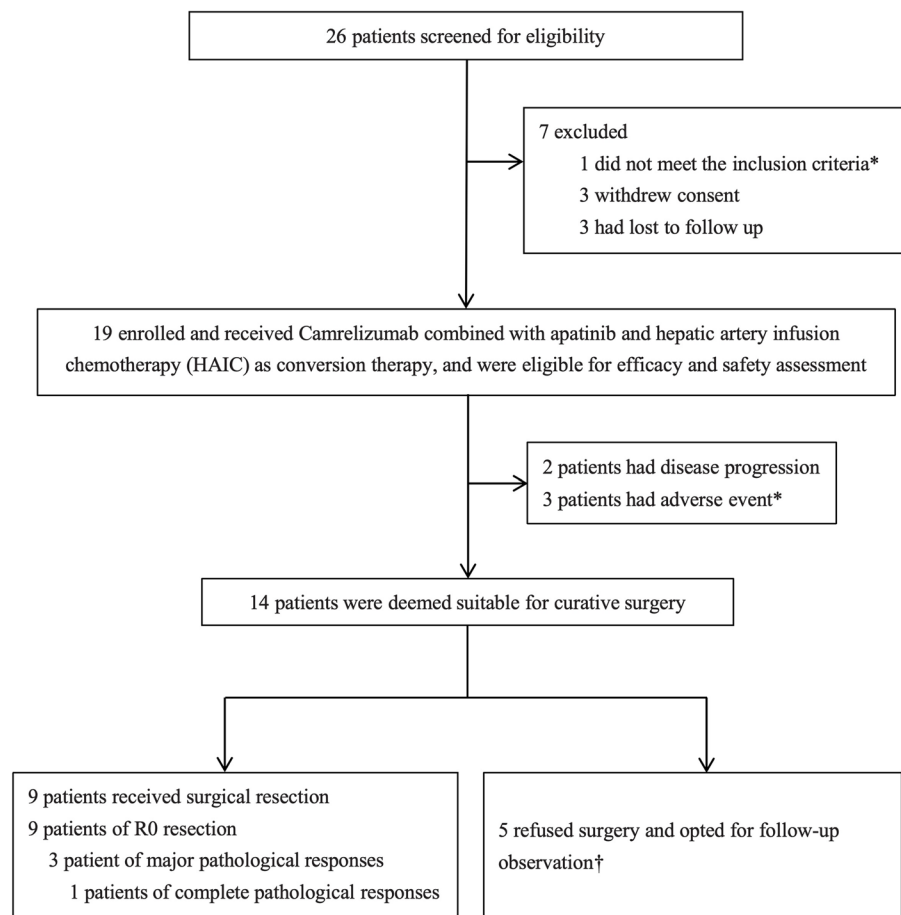 26 patients screened for eligibility
7 excluded
1 did not meet the inclusion criteria*
3 withdrew consent
3 had lost to follow up
19 enrolled and received Camrelizumab combined with apatinib and hepatic artery infusion
chemotherapy (HAIC) as conversion therapy, and were eligible for efficacy and safety assessment
2 patients had disease progression
3 patients had adverse event*
14 patients were deemed suitable for curative surgery
9 patients received surgical resection
9 patients of R0 resection
3 patient of major pathological responses
1 patients of complete pathological responses
5 refused surgery and opted for follow-up
observation†